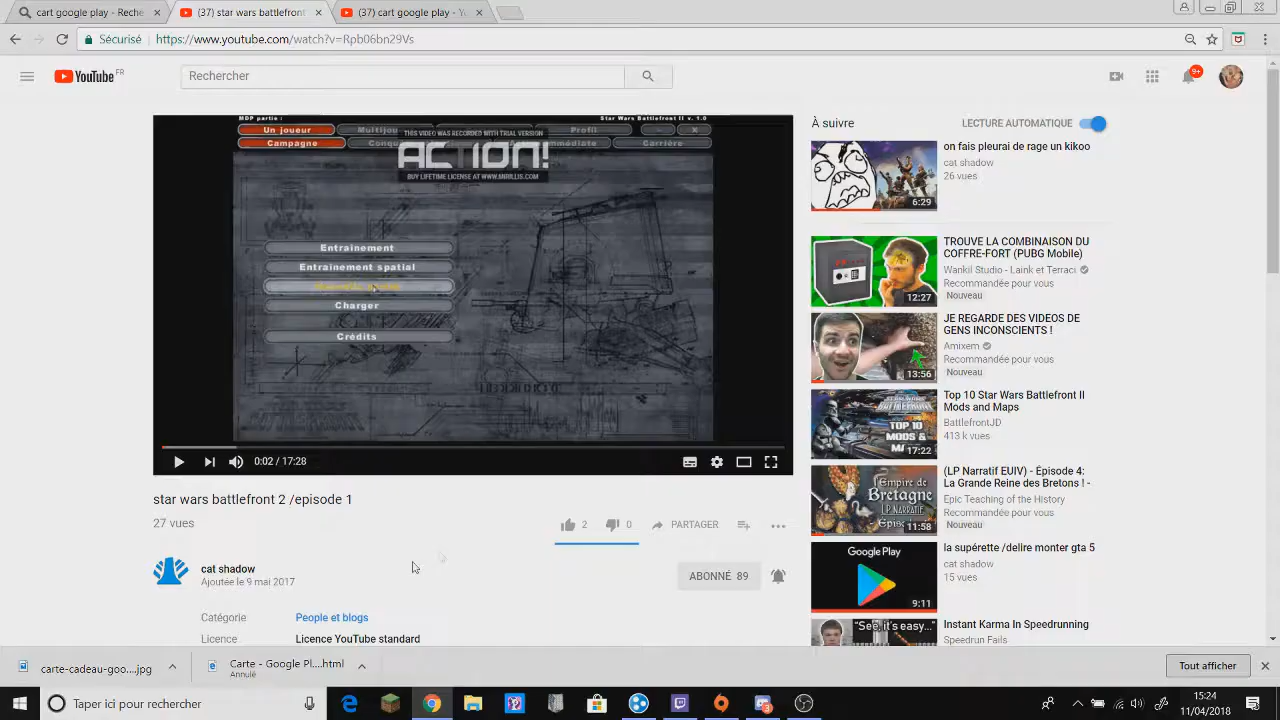 cart google play - Reche
(37) star wars battlefront
(37) cart google play - Yo
Sécurisé
https://www.youtube.com/watch?v=Rpb06bn29Vs
YouTube FR
Rechercher
9+
MDP partie :
Star Wars Battlefront II v. 1.0
Un joueur
Multijou
Profil
X
THIS VIDEO WAS RECORDED WITH TRIAL VERSION
Campagne
Conqu
mmédiate
Carrière
ACTION!
BUY LIFETIME LICENSE AT WWW.MIRILLIS.COM
Entraînement
Entraînement spatial
Charger
Crédits
0:02 / 17:28
star wars battlefront 2 /episode 1
27 vues
2
0
PARTAGER
cat shadow
Ajoutée le 9 mai 2017
ABONNÉ 89
Catégorie
People et blogs
Licence
Licence YouTube standard
À suivre
LECTURE AUTOMATIQUE
on fais pleurai de rage un kikoo
cat shadow
26 vues
6:29
TROUVE LA COMBINAISON DU
COFFRE-FORT (PUBG Mobile)
Wankil Studio - Laink et Terraci
Recommandée pour vous
Nouveau
12:27
JE REGARDE DES VIDEOS DE
GENS INCONSCIENTS !
Amixem
Recommandée pour vous
Nouveau
13:56
Top 10 Star Wars Battlefront II
Mods and Maps
BattlefrontJD
413 k vues
TOP 10
MODS &
17:22
(LP Narratif EUIV) - Épisode 4:
La Grande Reine des Bretons ! -
Epic Teaching of the History
Recommandée pour vous
Nouveau
Empire de
Bretagne
LP NARRATIF
11:58
la supérette /delire monter gta 5
cat shadow
15 vues
Google Play
9:11
Instant Karma In Speedrunning
Speedrun Fails
"See, it's easy..."
carte-cadeau-goo....jpg
Carte - Google Pl....html
Annulé
Tout afficher
Taper ici pour rechercher
15:24
11/04/2018